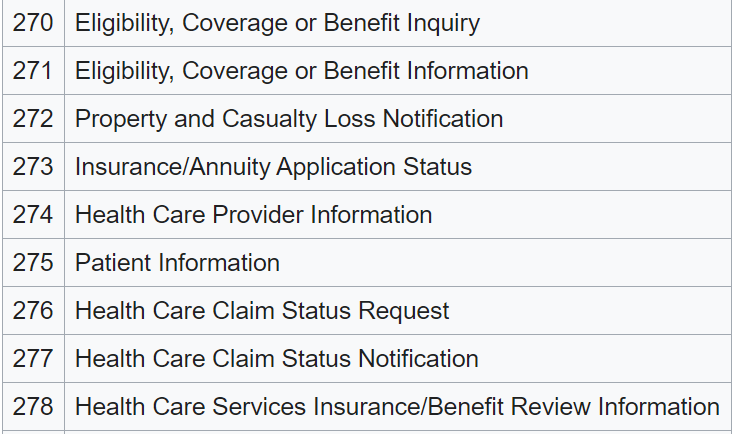 270 Eligibility, Coverage or Benefit Inquiry
271 Eligibility, Coverage or Benefit Information
272 Property and Casualty Loss Notification
273 Insurance/Annuity Application Status
274 Health Care Provider Information
275 Patient Information
276 Health Care Claim Status Request
277 Health Care Claim Status Notification
278 Health Care Services Insurance/Benefit Review Information